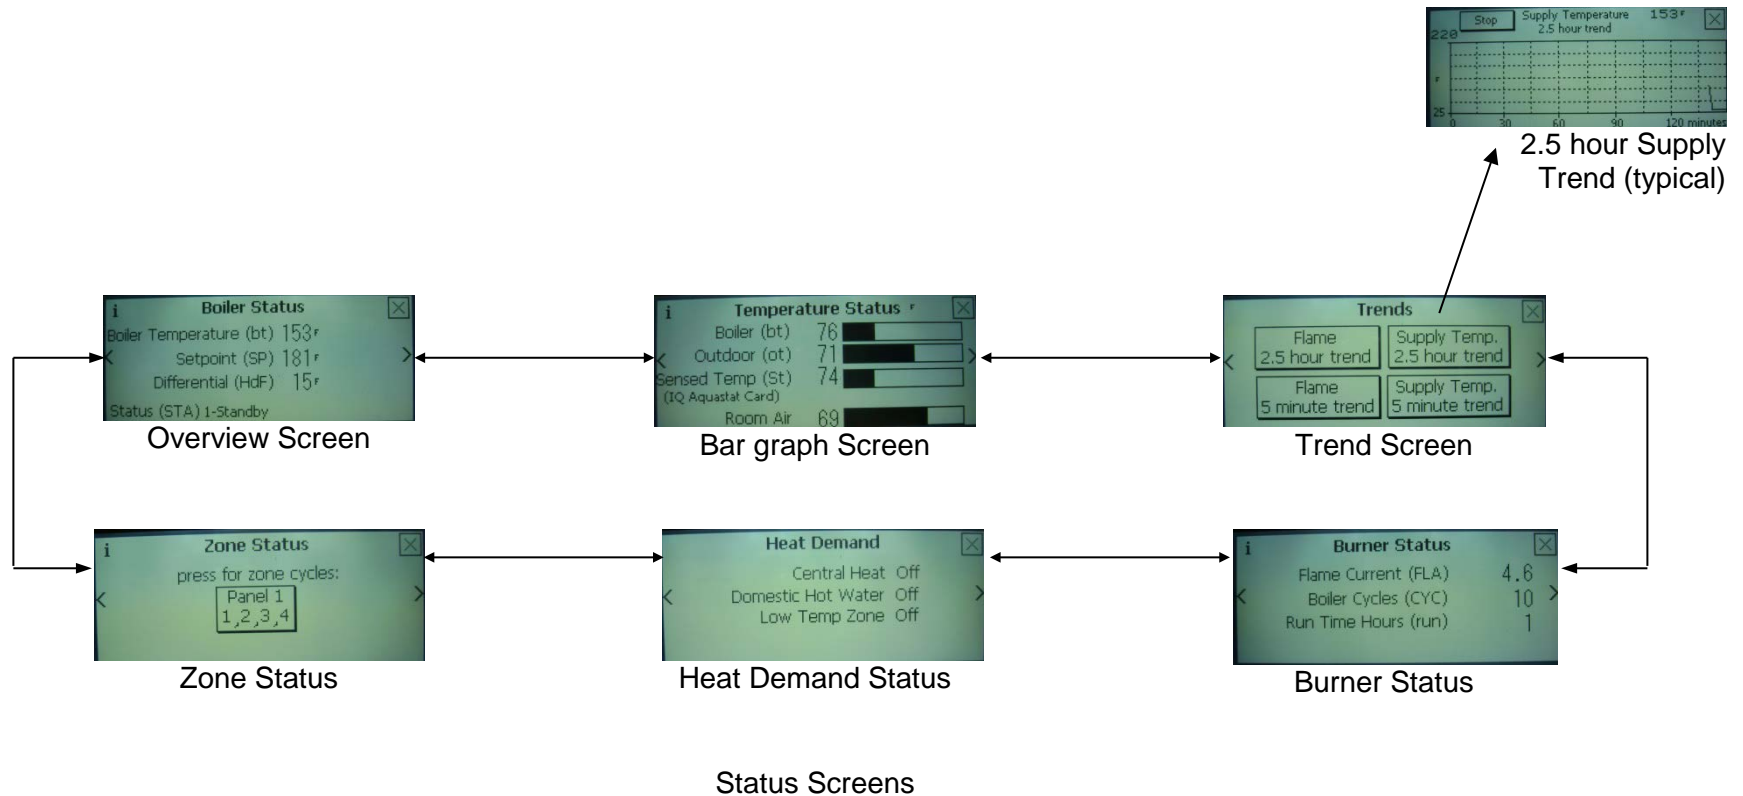 Stop Supply Temperature 153F
2.5 hour trend
220
F
25
0 30 60 90 120 minutes
2.5 hour Supply
Trend (typical)
i Boiler Status
Boiler Temperature (bt) 153F
Setpoint (SP) 181F
Differential (HdF) 15F
Status (STA) 1-Standby
Overview Screen
i Temperature Status F
Boiler (bt) 76
Outdoor (ot) 71
Sensed Temp (St) 74
(IQ Aquastat Card)
Room Air 69
Bar graph Screen
Trends
Flame
2.5 hour trend
Supply Temp.
2.5 hour trend
Flame
5 minute trend
Supply Temp.
5 minute trend
Trend Screen
i Zone Status
press for zone cycles:
Panel 1
1,2,3,4
Zone Status
Heat Demand
Central Heat Off
Domestic Hot Water Off
Low Temp Zone Off
Heat Demand Status
i Burner Status
Flame Current (FLA) 4.6
Boiler Cycles (CYC) 10
Run Time Hours (run) 1
Burner Status
Status Screens